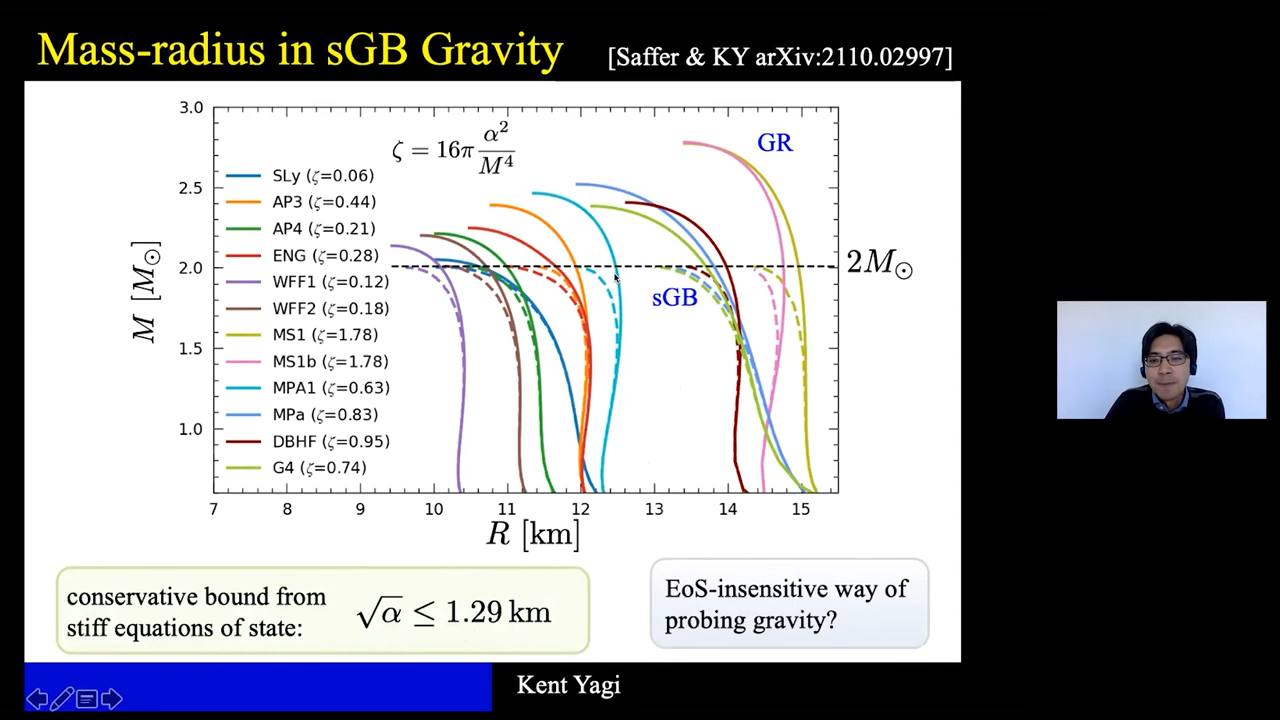 Mass-radius in sGB Gravity
[Saffer & KY arXiv:2110.02997]
3.0
2.5
2.0
1.5
1.0
M [M⊙]
ζ = 16π α²/M⁴
GR
SLy (ζ=0.06)
AP3 (ζ=0.44)
AP4 (ζ=0.21)
ENG (ζ=0.28)
WFF1 (ζ=0.12)
WFF2 (ζ=0.18)
MS1 (ζ=1.78)
MS1b (ζ=1.78)
MPA1 (ζ=0.63)
MPa (ζ=0.83)
DBHF (ζ=0.95)
G4 (ζ=0.74)
2M⊙
sGB
7 8 9 10 11 12 13 14 15
R [km]
conservative bound from
stiff equations of state:
√α ≤ 1.29 km
EoS-insensitive way of
probing gravity?
Kent Yagi